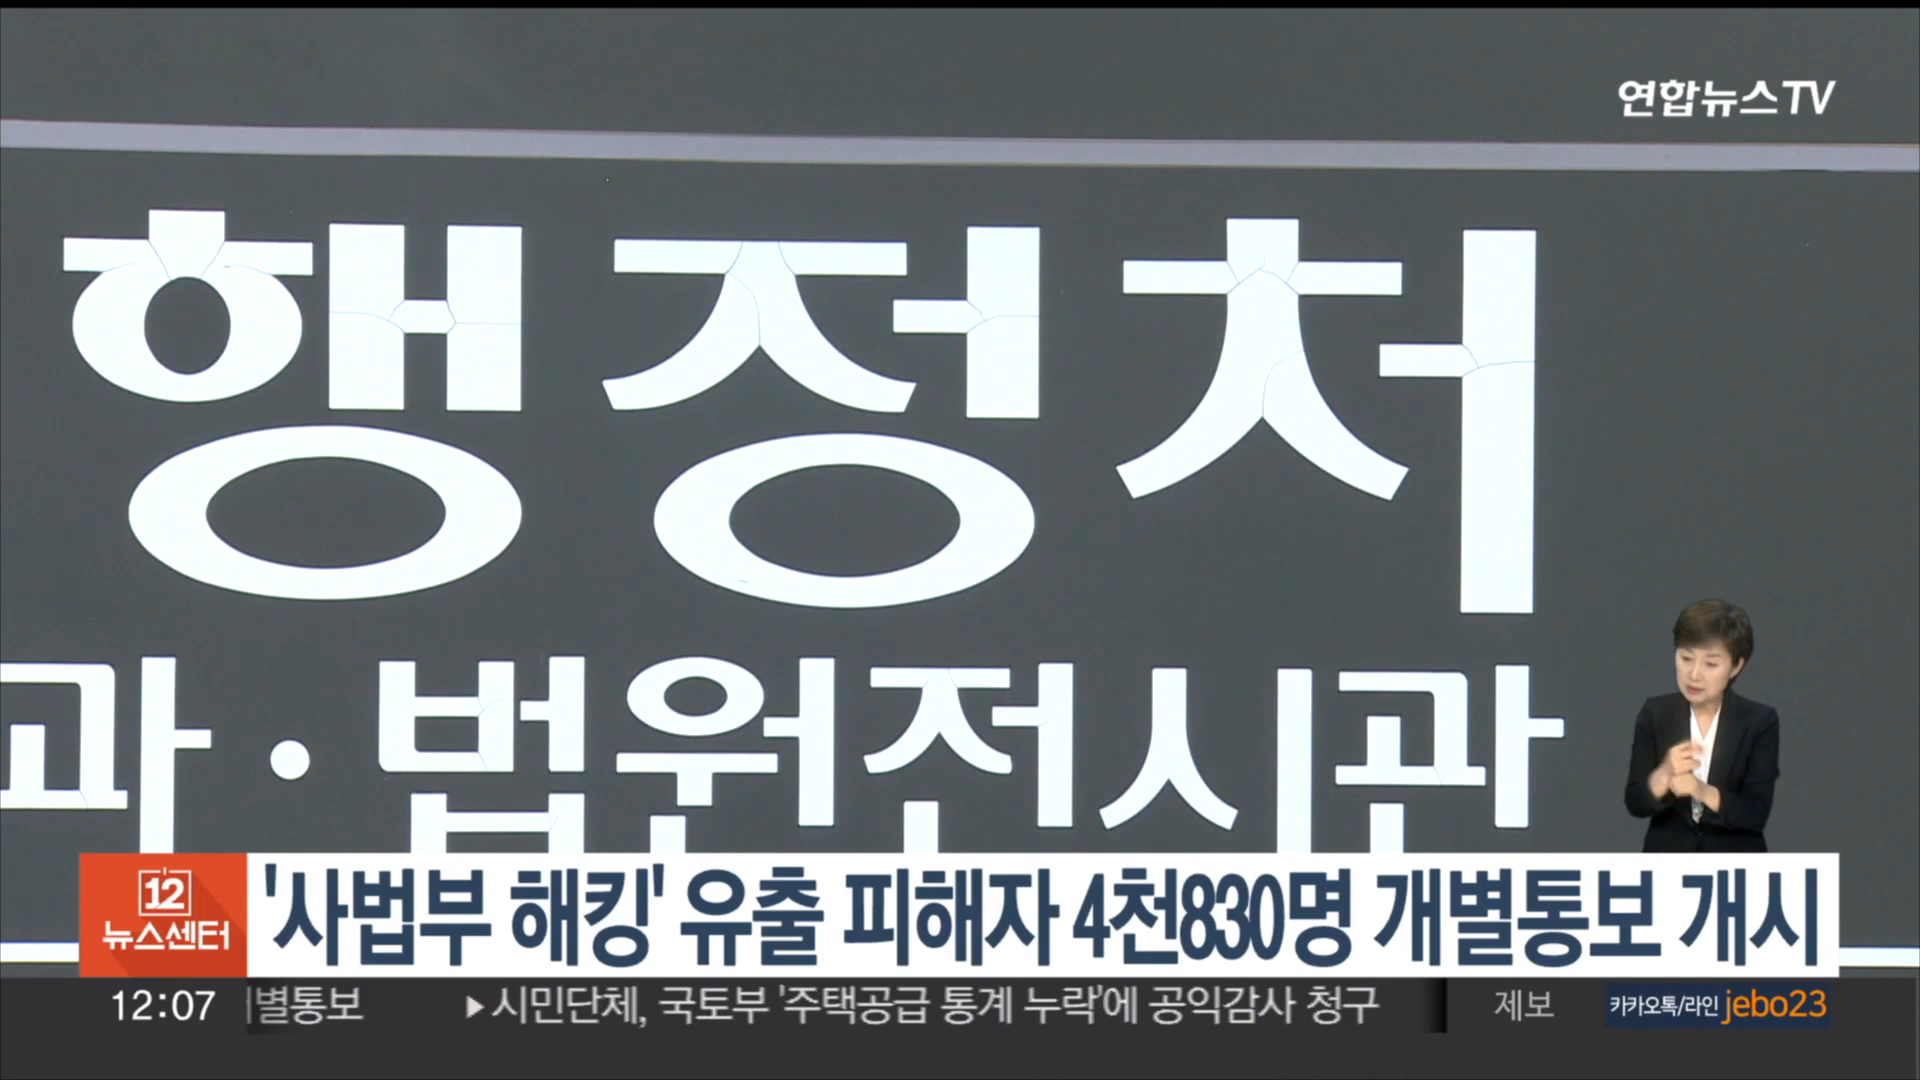 연합뉴스TV
행정처
과·법원전시관
12
뉴스센터
'사법부 해킹' 유출 피해자 4천830명 개별통보 개시
12:07
별통보 ▶시민단체, 국토부 '주택공급 통계 누락'에 공익감사 청구
제보 카카오톡/라인 jebo23